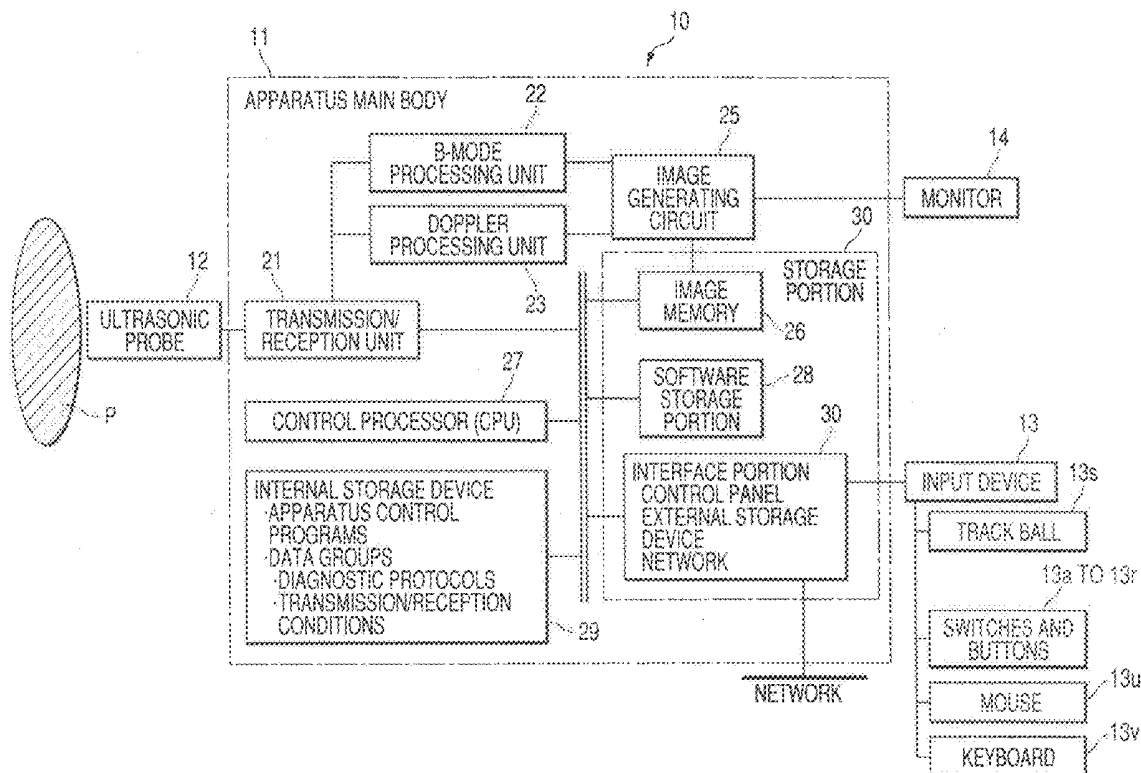 10
11
APPARATUS MAIN BODY
22
B-MODE
PROCESSING UNIT
25
IMAGE
GENERATING
CIRCUIT
14
MONITOR
DOPPLER
PROCESSING UNIT
23
30
STORAGE
PORTION
12
ULTRASONIC
PROBE
21
TRANSMISSION/
RECEPTION UNIT
IMAGE
MEMORY
26
P
27
CONTROL PROCESSOR (CPU)
SOFTWARE
STORAGE
PORTION
28
30
INTERFACE PORTION
CONTROL PANEL
EXTERNAL STORAGE
DEVICE
NETWORK
13
INPUT DEVICE
13s
TRACK BALL
INTERNAL STORAGE DEVICE
·APPARATUS CONTROL
PROGRAMS
·DATA GROUPS
·DIAGNOSTIC PROTOCOLS
·TRANSMISSION/RECEPTION
CONDITIONS
29
13a TO 13r
SWITCHES AND
BUTTONS
NETWORK
MOUSE
13u
KEYBOARD
13v